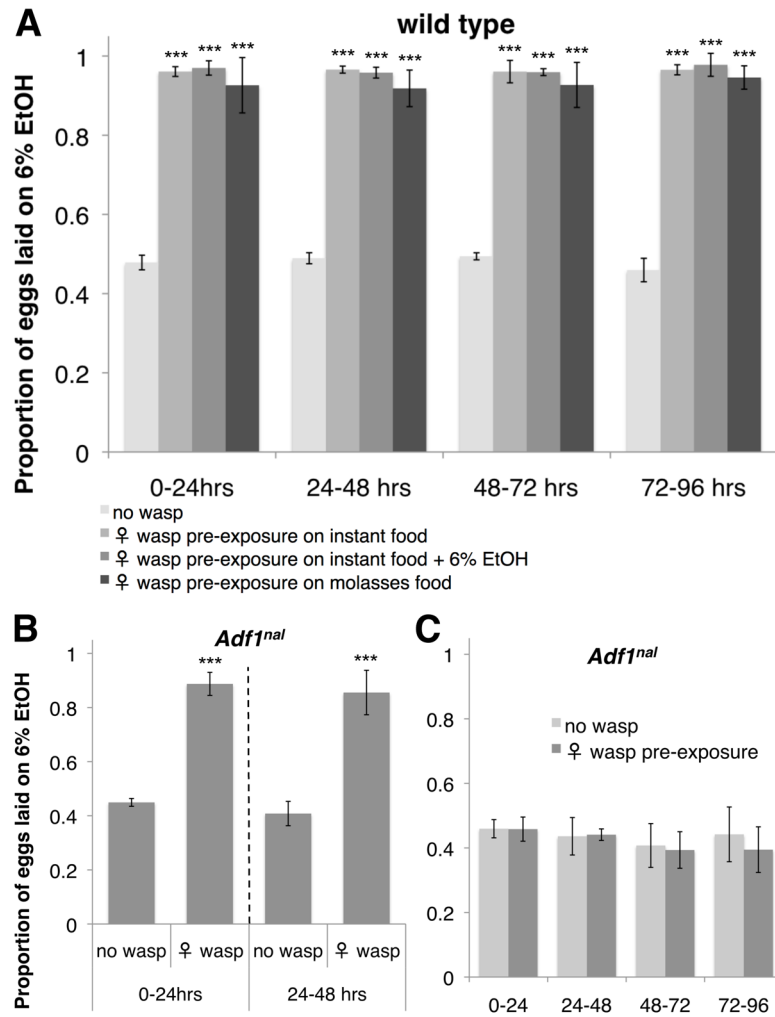 A
wild type
Proportion of eggs laid on 6% EtOH
1
0.8
0.6
0.4
0.2
0
*** *** ***
*** *** ***
*** *** ***
*** *** ***
0-24hrs 24-48 hrs 48-72 hrs 72-96 hrs
no wasp
♀ wasp pre-exposure on instant food
♀ wasp pre-exposure on instant food + 6% EtOH
♀ wasp pre-exposure on molasses food
B
Adf1nal
Proportion of eggs laid on 6% EtOH
1
0.8
0.6
0.4
0.2
0
***
***
no wasp ♀ wasp no wasp ♀ wasp
0-24hrs 24-48 hrs
C
Adf1nal
1
0.8
0.6
0.4
0.2
0
no wasp
♀ wasp pre-exposure
0-24 24-48 48-72 72-96